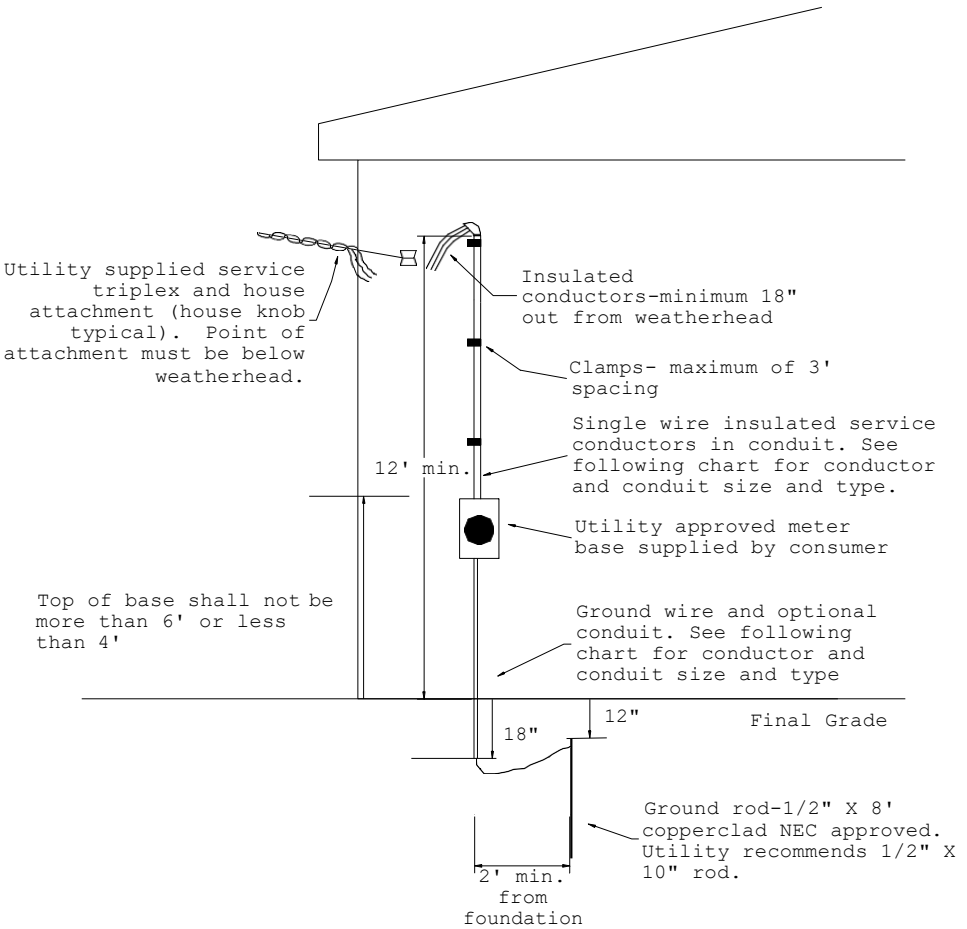 Utility supplied service
triplex and house
attachment (house knob
typical).  Point of
attachment must be below
weatherhead.
Insulated
conductors-minimum 18"
out from weatherhead
Clamps- maximum of 3'
spacing
Single wire insulated service
conductors in conduit. See
following chart for conductor
and conduit size and type.
12' min.
Utility approved meter
base supplied by consumer
Top of base shall not be
more than 6' or less
than 4'
Ground wire and optional
conduit. See following
chart for conductor and
conduit size and type
18"
12"
Final Grade
Ground rod-1/2" X 8'
copperclad NEC approved.
Utility recommends 1/2" X
10" rod.
2' min.
from
foundation